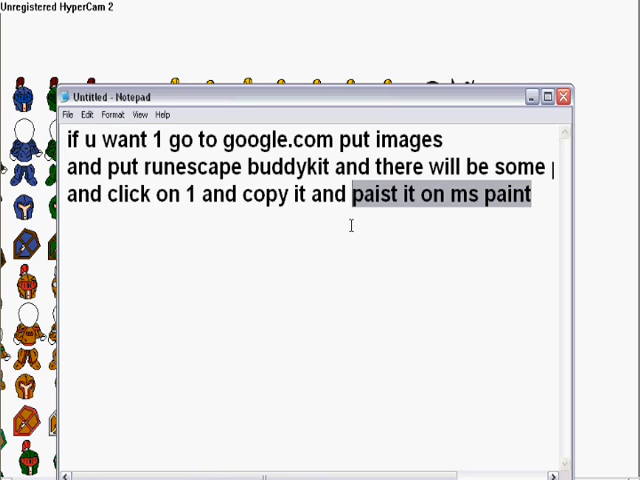 Unregistered HyperCam 2
Untitled - Notepad
File Edit Format View Help
if u want 1 go to google.com put images
and put runescape buddykit and there will be some
and click on 1 and copy it and paist it on ms paint